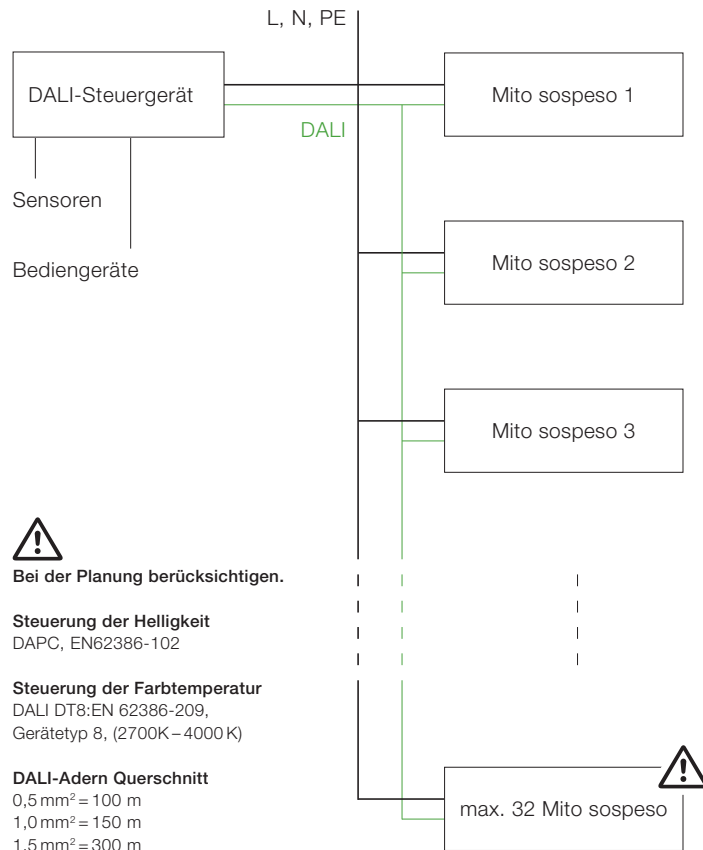 L, N, PE
DALI-Steuergerät
Mito sospeso 1
DALI
Sensoren
Bediengeräte
Mito sospeso 2
Mito sospeso 3
Bei der Planung berücksichtigen.
Steuerung der Helligkeit
DAPC, EN62386-102
Steuerung der Farbtemperatur
DALI DT8:EN 62386-209,
Gerätetyp 8, (2700K – 4000 K)
DALI-Adern Querschnitt
0,5 mm² = 100 m
1,0 mm² = 150 m
1,5 mm² = 300 m
max. 32 Mito sospeso